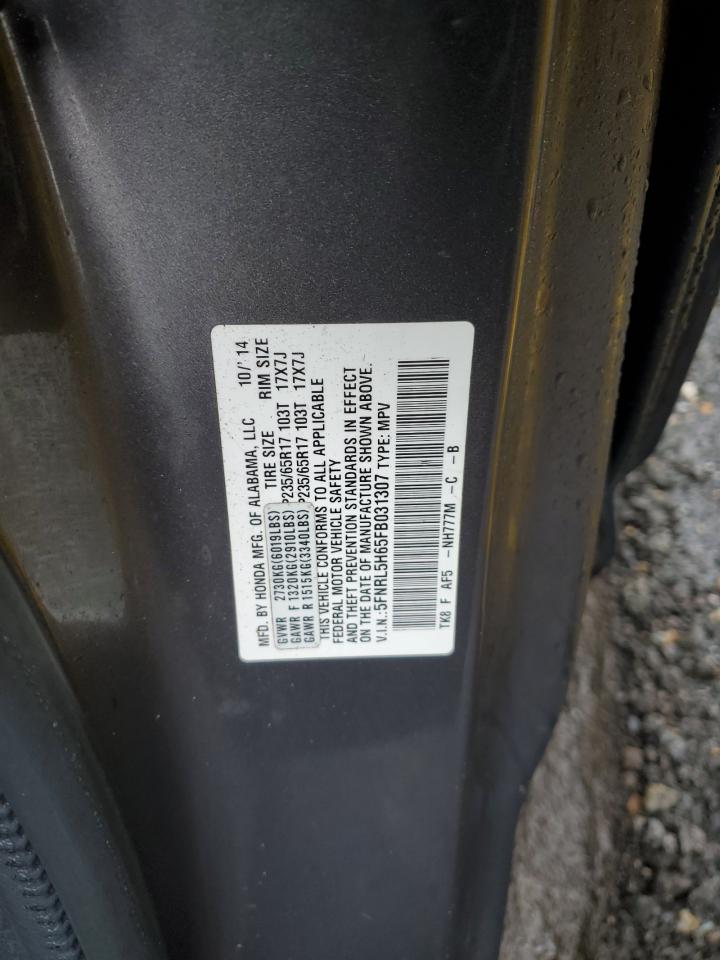 MFD. BY HONDA MFG. OF ALABAMA, LLC 10/'14
TIRE SIZE RIM SIZE
GVWR 2730KG(6019LBS)
GAWR F 1320KG(2910LBS) P235/65R17 103T 17X7J
GAWR R 1515KG(3340LBS) P235/65R17 103T 17X7J
THIS VEHICLE CONFORMS TO ALL APPLICABLE
FEDERAL MOTOR VEHICLE SAFETY
AND THEFT PREVENTION STANDARDS IN EFFECT
ON THE DATE OF MANUFACTURE SHOWN ABOVE.
V.I.N.:5FNRL5H65FB031307 TYPE: MPV
TK8 F AF5 -NH777M -C -B